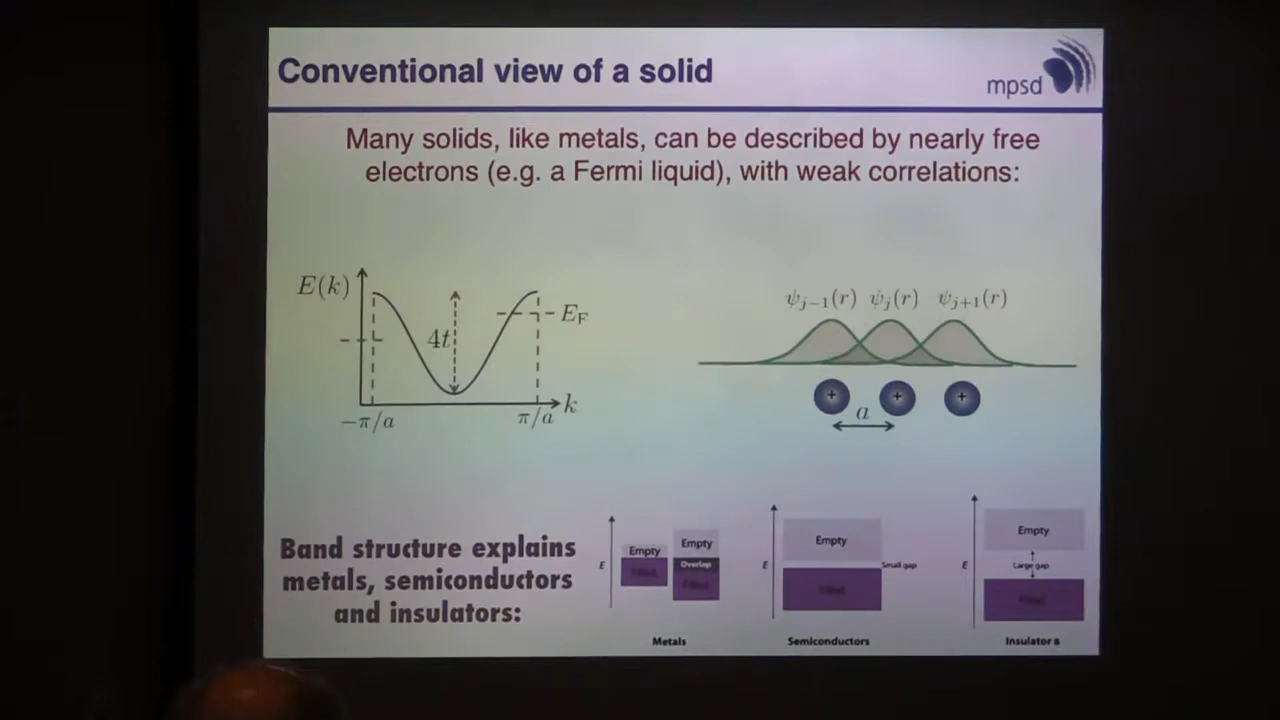 Conventional view of a solid
mpsd
Many solids, like metals, can be described by nearly free
electrons (e.g. a Fermi liquid), with weak correlations:
E(k)
4t
E_F
k
−π/a
π/a
ψ_{j−1}(r) ψ_j(r) ψ_{j+1}(r)
+ + +
a
Band structure explains
metals, semiconductors
and insulators:
E
Empty
Filled
Empty
Overlap
Filled
Metals
E
Empty
Small gap
Filled
Semiconductors
E
Empty
Large gap
Filled
Insulators